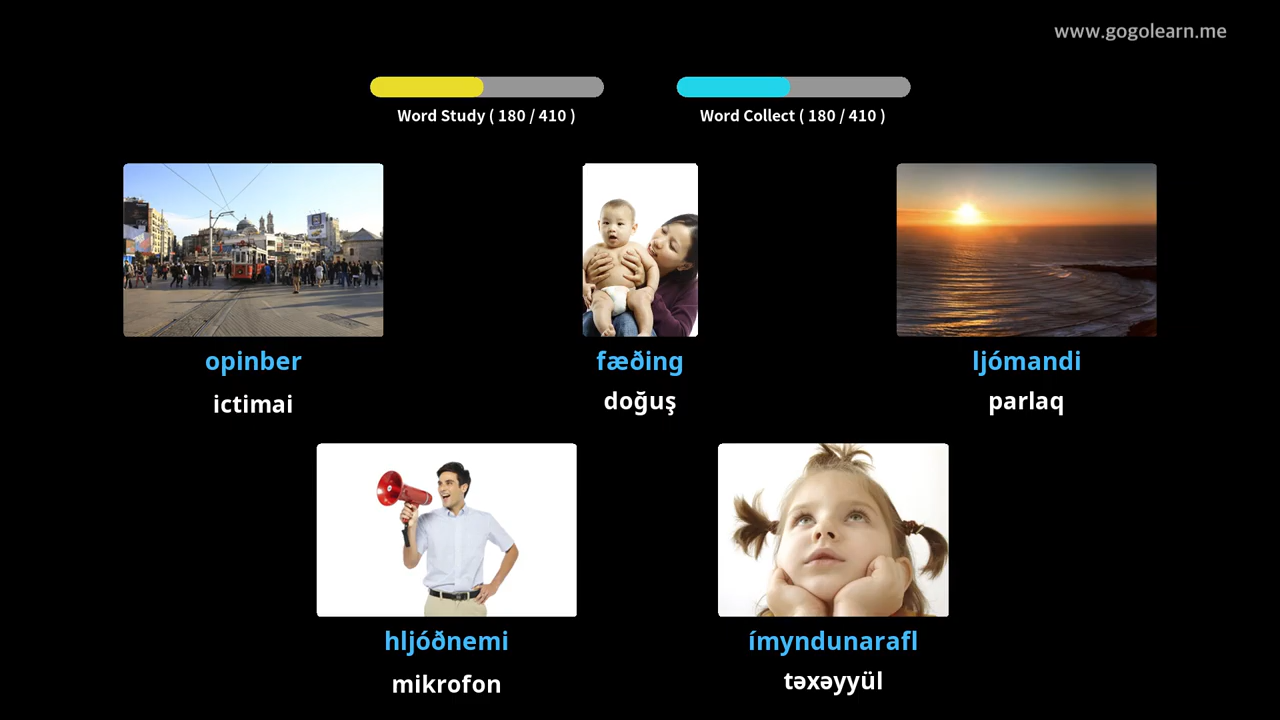 www.gogolearn.me
Word Study ( 180 / 410 )
Word Collect ( 180 / 410 )
opinber
fæðing
ljómandi
ictimai
doğuş
parlaq
hljóðnemi
ímyndunarafl
mikrofon
təxəyyül